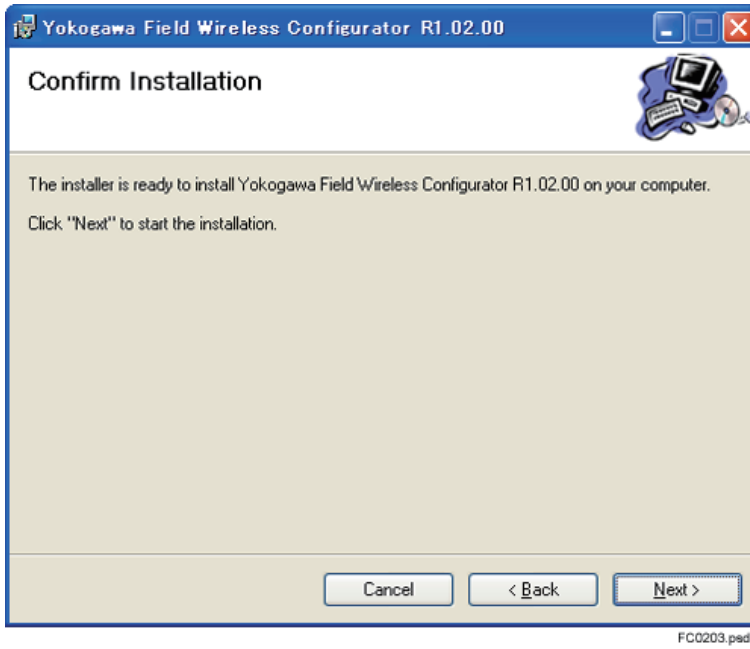 Yokogawa Field Wireless Configurator R1.02.00
Confirm Installation
The installer is ready to install Yokogawa Field Wireless Configurator R1.02.00 on your computer.
Click "Next" to start the installation.
Cancel
< Back
Next >
FC0203.psd